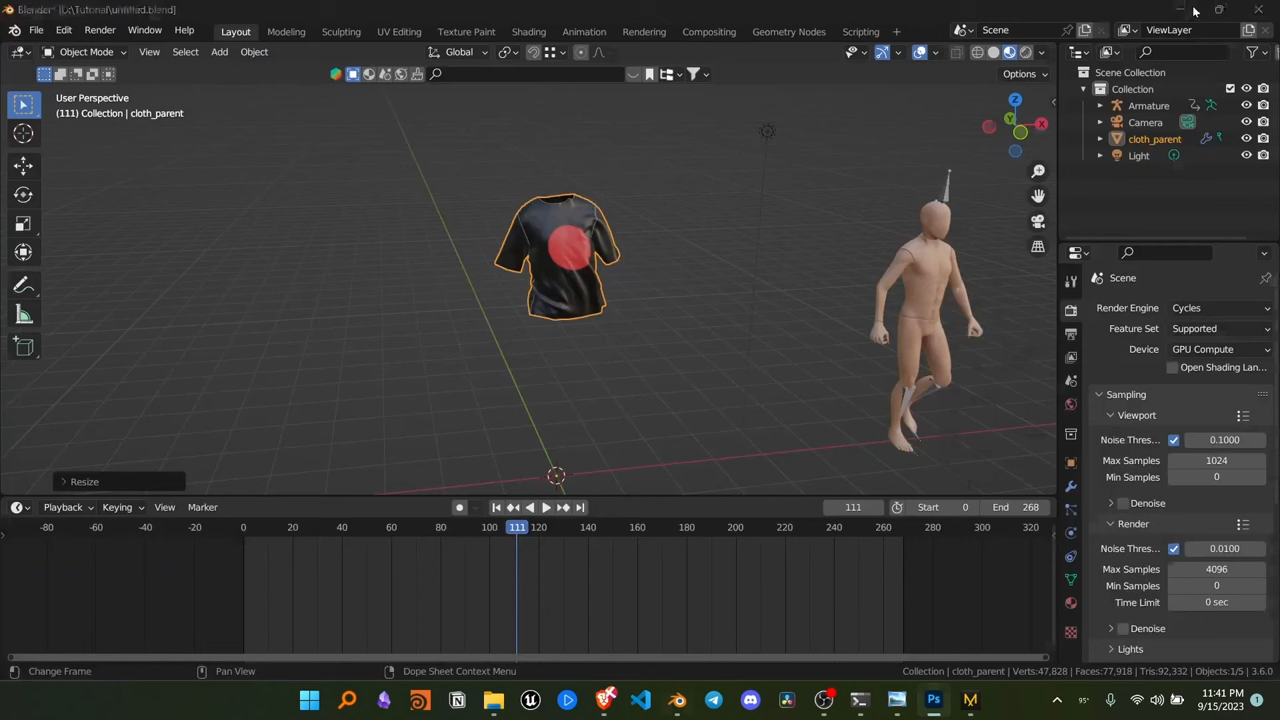 Blender* [D:\Tutorial\untitled.blend]
File Edit Render Window Help Layout Modeling Sculpting UV Editing Texture Paint Shading Animation Rendering Compositing Geometry Nodes Scripting + Scene ViewLayer
Object Mode View Select Add Object Global
Options
User Perspective
(111) Collection | cloth_parent
Z
Y
X
Resize
Scene Collection
Collection
Armature
Camera
cloth_parent
Light
Scene
Render Engine Cycles
Feature Set Supported
Device GPU Compute
Open Shading Lan...
Sampling
Viewport
Noise Thres... 0.1000
Max Samples 1024
Min Samples 0
Denoise
Render
Noise Thres... 0.0100
Max Samples 4096
Min Samples 0
Time Limit 0 sec
Denoise
Lights
Playback Keying View Marker 111 Start 0 End 268
-80 -60 -40 -20 0 20 40 60 80 100 111 120 140 160 180 200 220 240 260 280 300 320
Change Frame Pan View Dope Sheet Context Menu Collection | cloth_parent | Verts:47,828 | Faces:77,918 | Tris:92,332 | Objects:1/5 | 3.6.0
Ps
M
95°
11:41 PM
9/15/2023